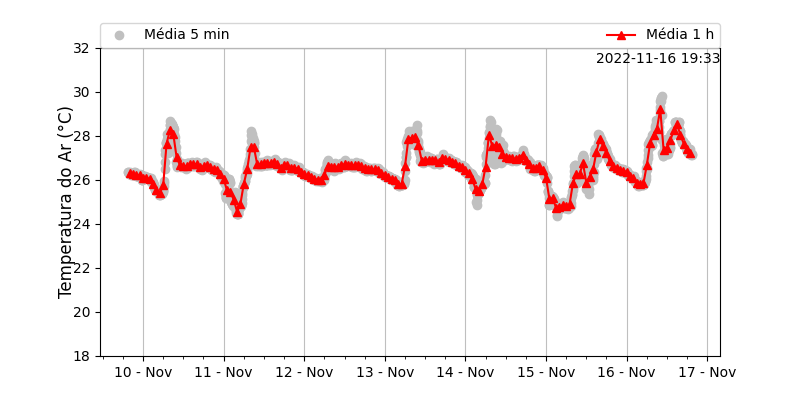 Média 5 min
Média 1 h
2022-11-16 19:33
Temperatura do Ar (°C)
32
30
28
26
24
22
20
18
10 - Nov
11 - Nov
12 - Nov
13 - Nov
14 - Nov
15 - Nov
16 - Nov
17 - Nov